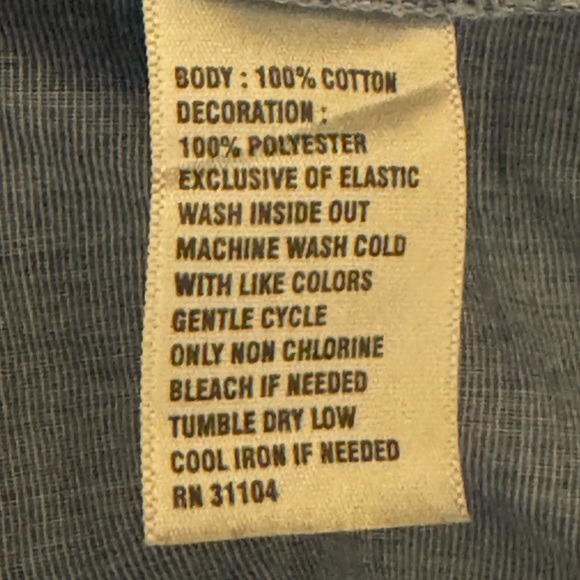 BODY : 100% COTTON
DECORATION :
100% POLYESTER
EXCLUSIVE OF ELASTIC
WASH INSIDE OUT
MACHINE WASH COLD
WITH LIKE COLORS
GENTLE CYCLE
ONLY NON CHLORINE
BLEACH IF NEEDED
TUMBLE DRY LOW
COOL IRON IF NEEDED
RN 31104